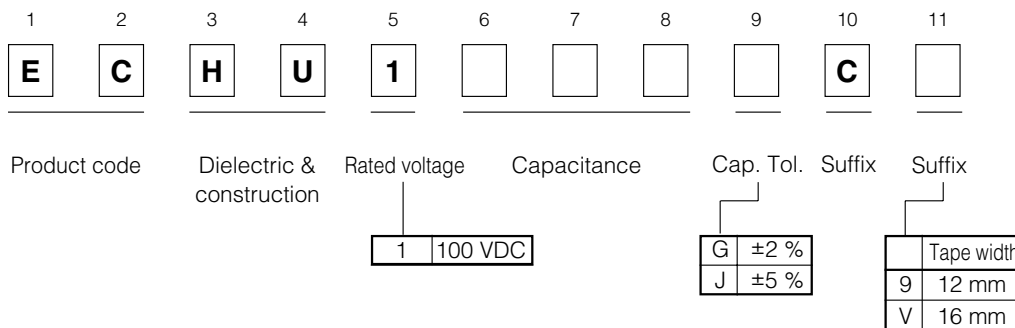 1 2 3 4 5 6 7 8 9 10 11
E C H U 1 C
Product code Dielectric & construction Rated voltage Capacitance Cap. Tol. Suffix Suffix
1 100 VDC
G ±2 %
J ±5 %
Tape width
9 12 mm
V 16 mm